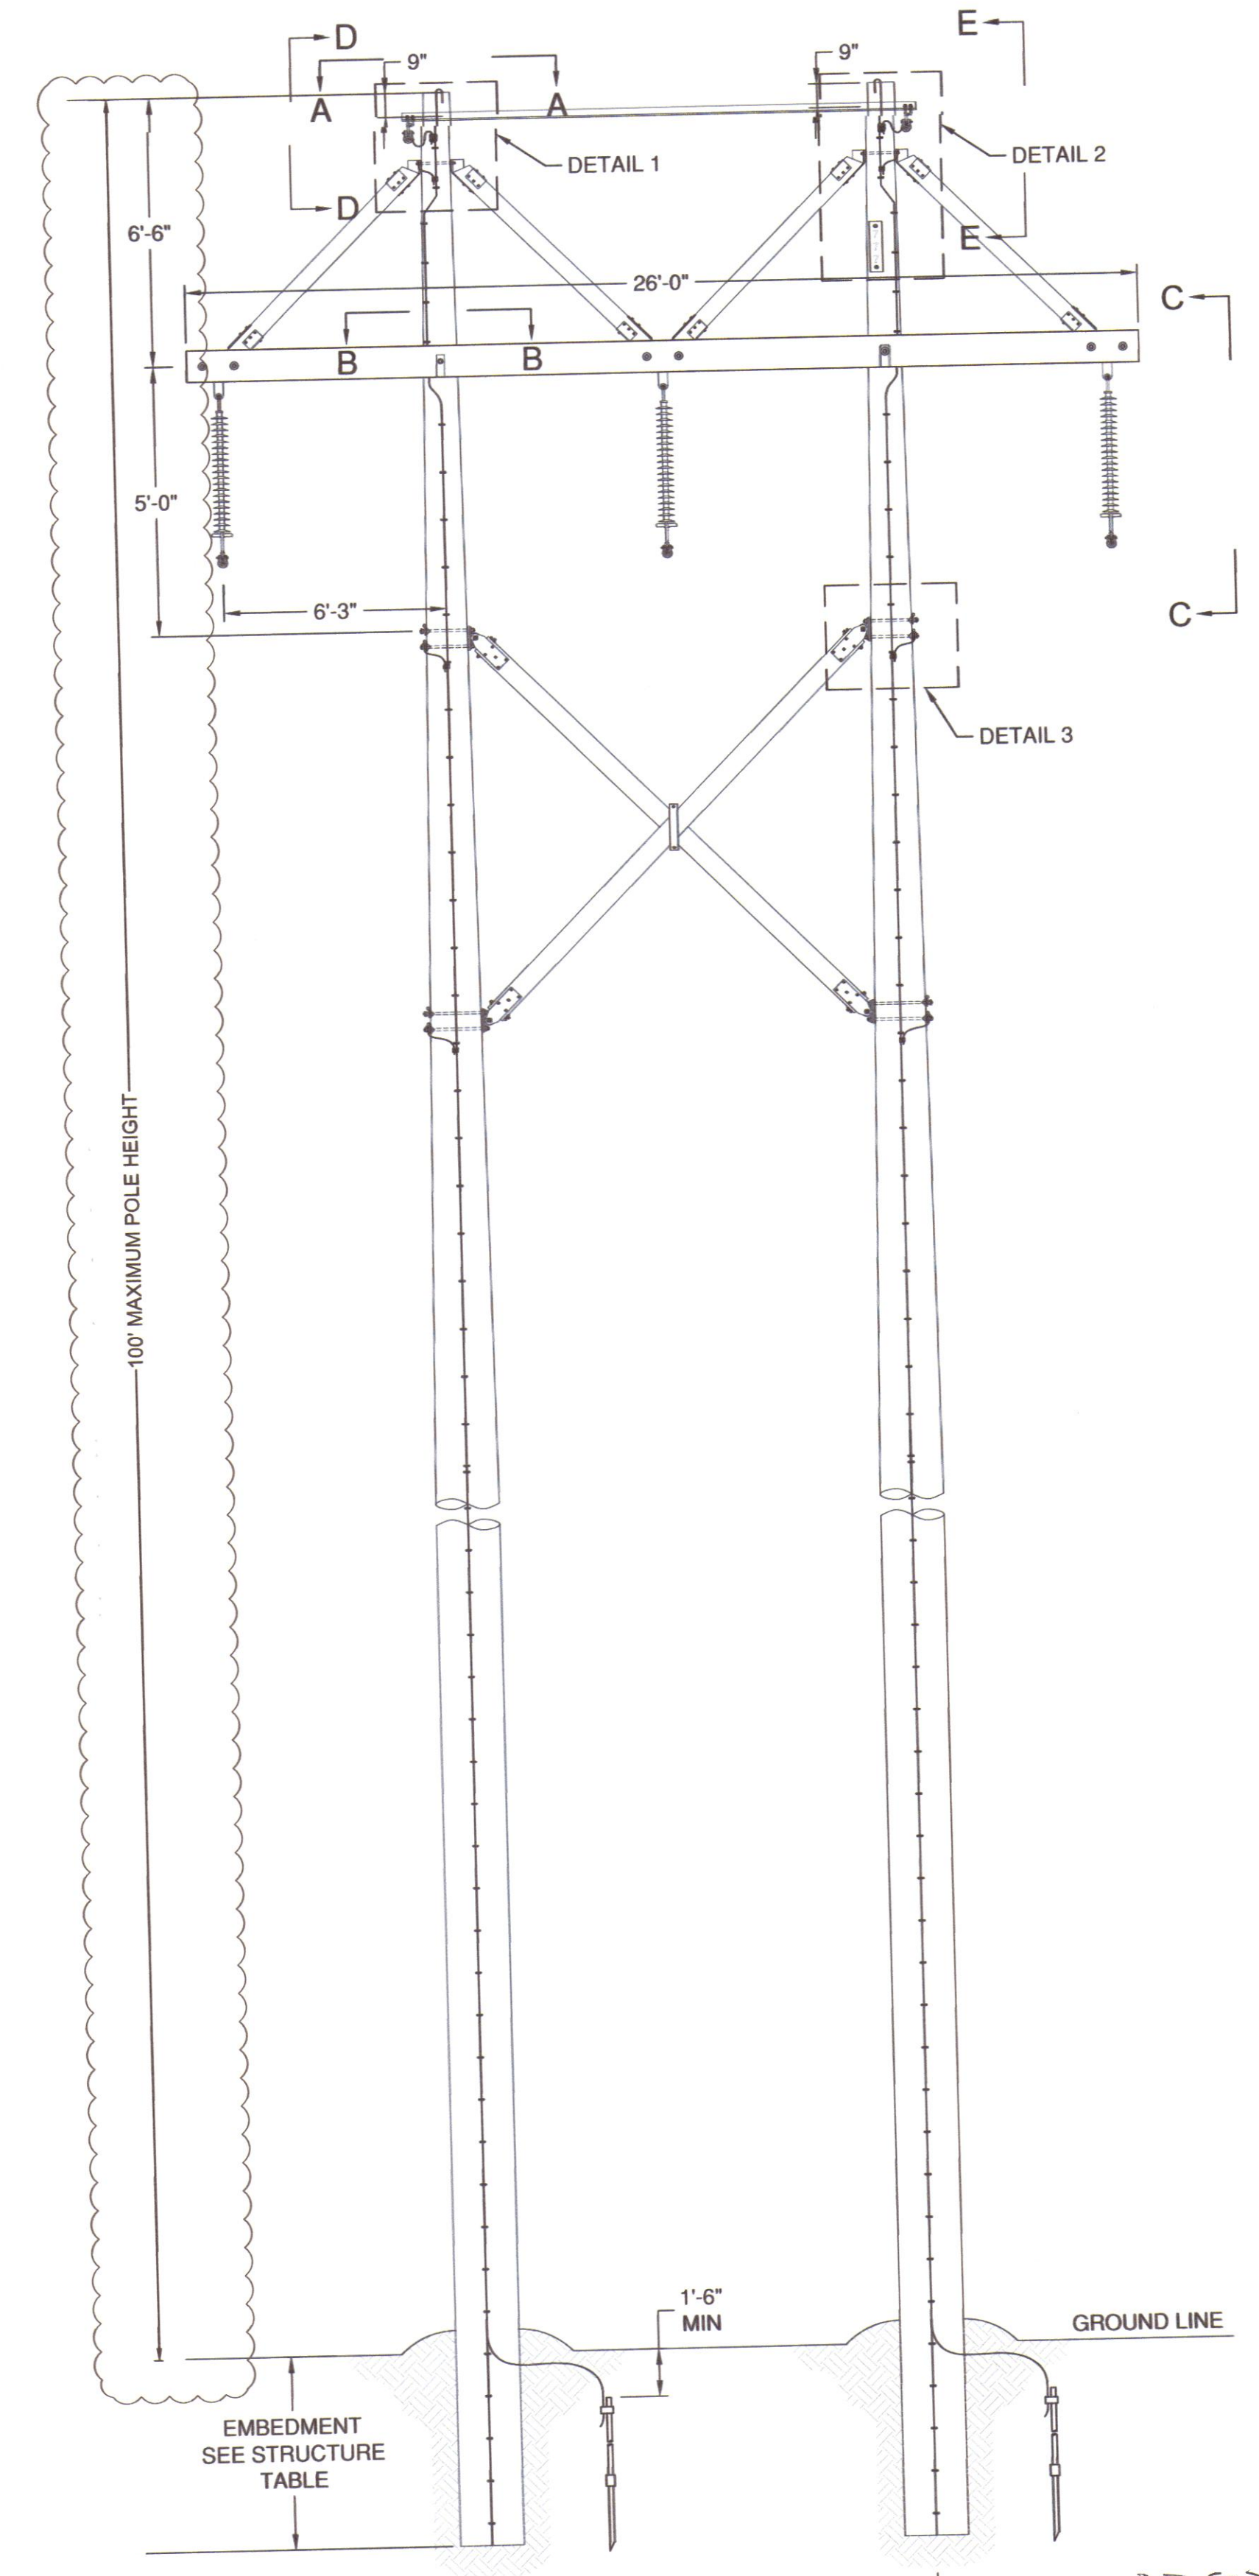 E
D
9"
9"
A
A
DETAIL 1
DETAIL 2
D
6'-6"
E
26'-0"
C
B
B
5'-0"
6'-3"
C
DETAIL 3
100' MAXIMUM POLE HEIGHT
1'-6"
MIN
GROUND LINE
EMBEDMENT
SEE STRUCTURE
TABLE